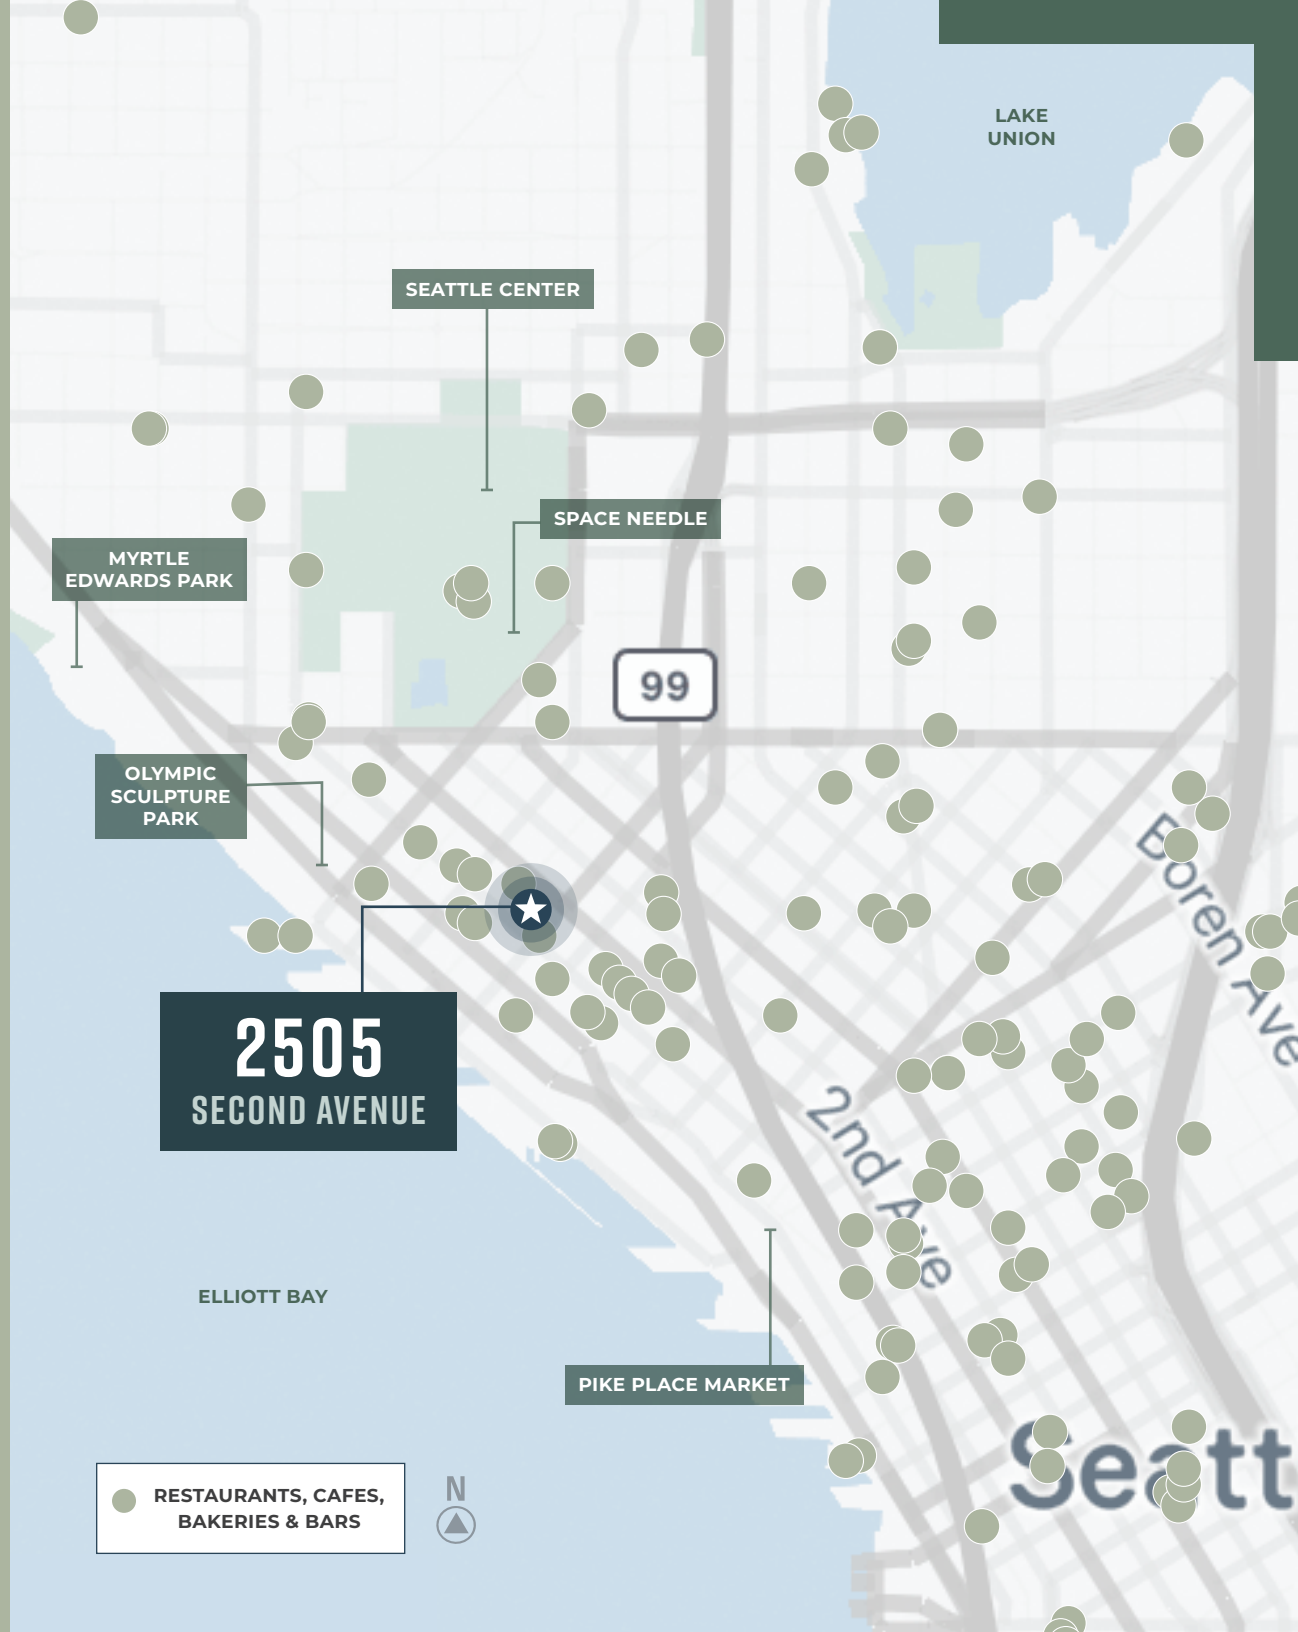 LAKE
UNION
SEATTLE CENTER
SPACE NEEDLE
MYRTLE
EDWARDS PARK
99
OLYMPIC
SCULPTURE
PARK
Boren Ave
2505
SECOND AVENUE
2nd Ave
ELLIOTT BAY
PIKE PLACE MARKET
Seatt
RESTAURANTS, CAFES,
BAKERIES & BARS
N